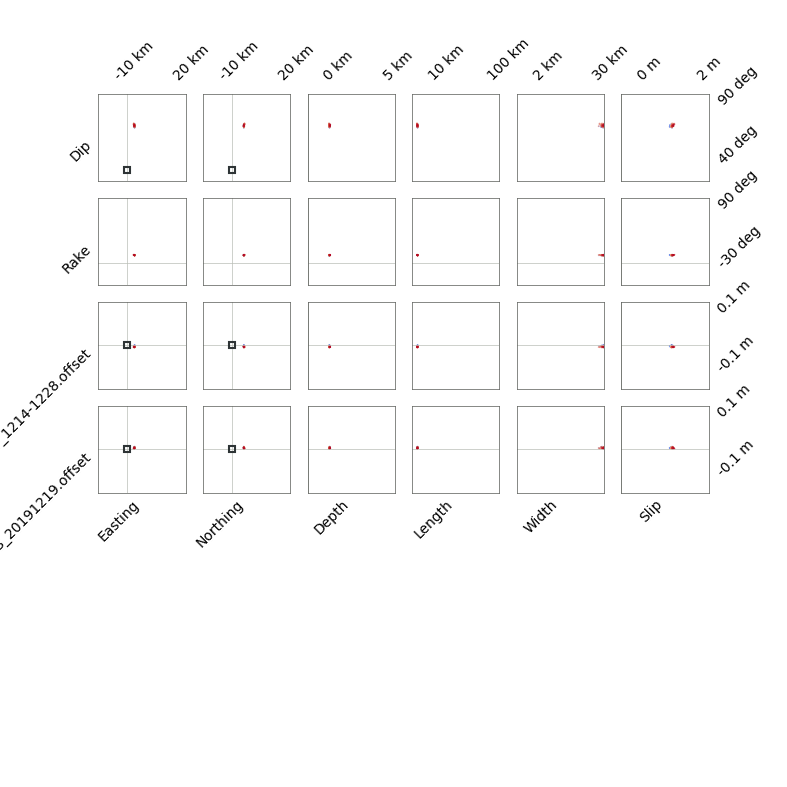 -10 km 20 km -10 km 20 km 0 km 5 km 10 km 100 km 2 km 30 km 0 m 2 m
Dip 90 deg 40 deg
Rake 90 deg -30 deg
_1214-1228.offset 0.1 m -0.1 m
_20191219.offset 0.1 m -0.1 m
Easting Northing Depth Length Width Slip